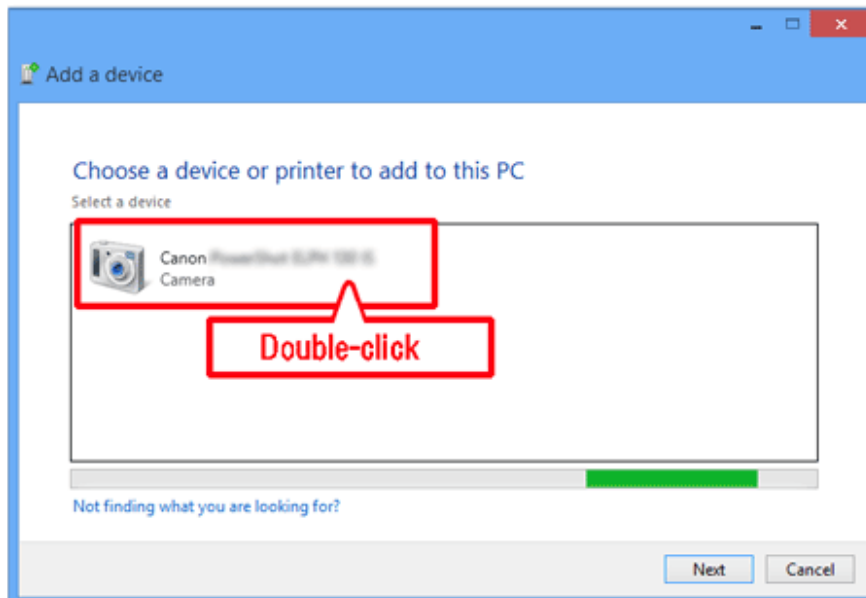 Add a device
Choose a device or printer to add to this PC
Select a device
Canon
Camera
Double-click
Not finding what you are looking for?
Next
Cancel